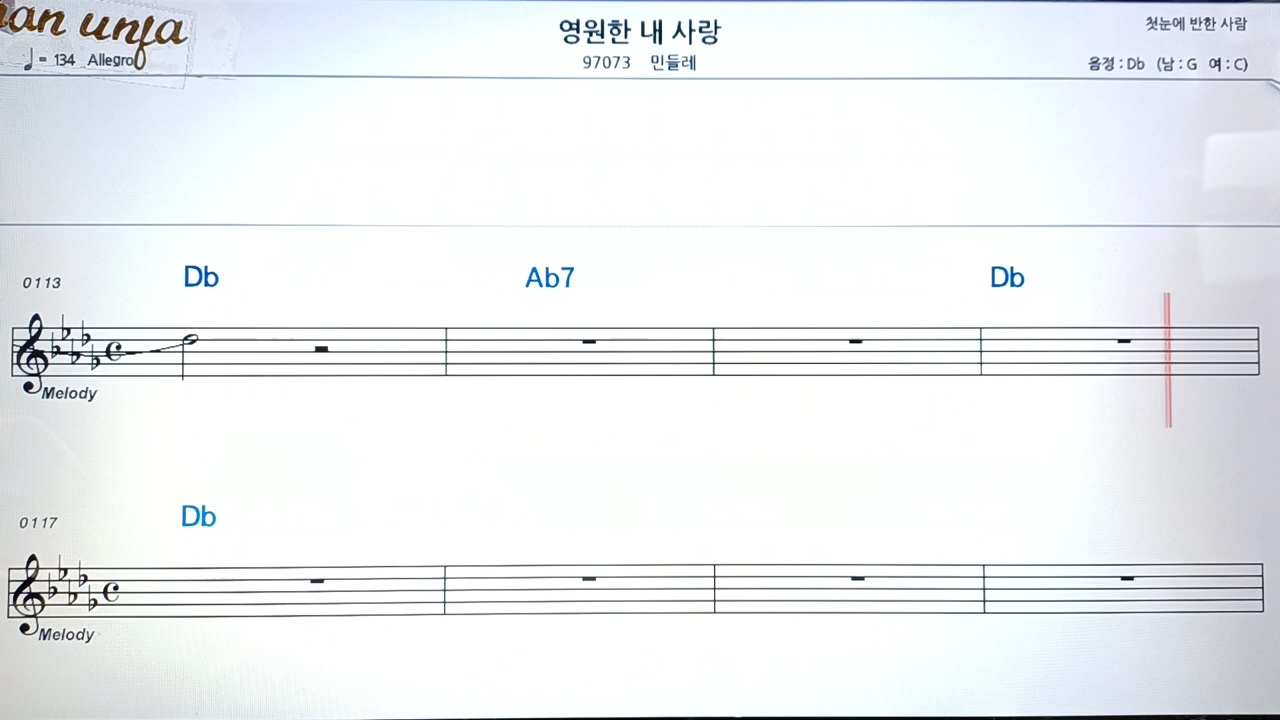 an unja
♩ = 134 Allegro
영원한 내 사랑
97073 민들레
첫눈에 반한 사람
음정 : Db (남 : G 여 : C)
0113
Db Ab7 Db
Melody
0117
Db
Melody